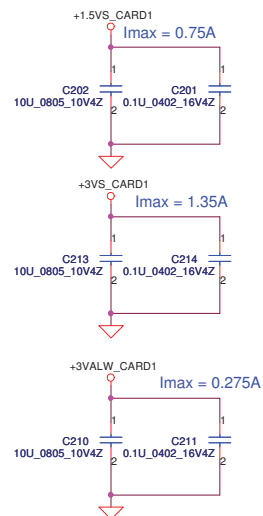 +1.5VS_CARD1
Imax = 0.75A
1 1
C202 C201
10U_0805_10V4Z 0.1U_0402_16V4Z
2 2
+3VS_CARD1
Imax = 1.35A
1 1
C213 C214
10U_0805_10V4Z 0.1U_0402_16V4Z
2 2
+3VALW_CARD1
Imax = 0.275A
1 1
C210 C211
10U_0805_10V4Z 0.1U_0402_16V4Z
2 2